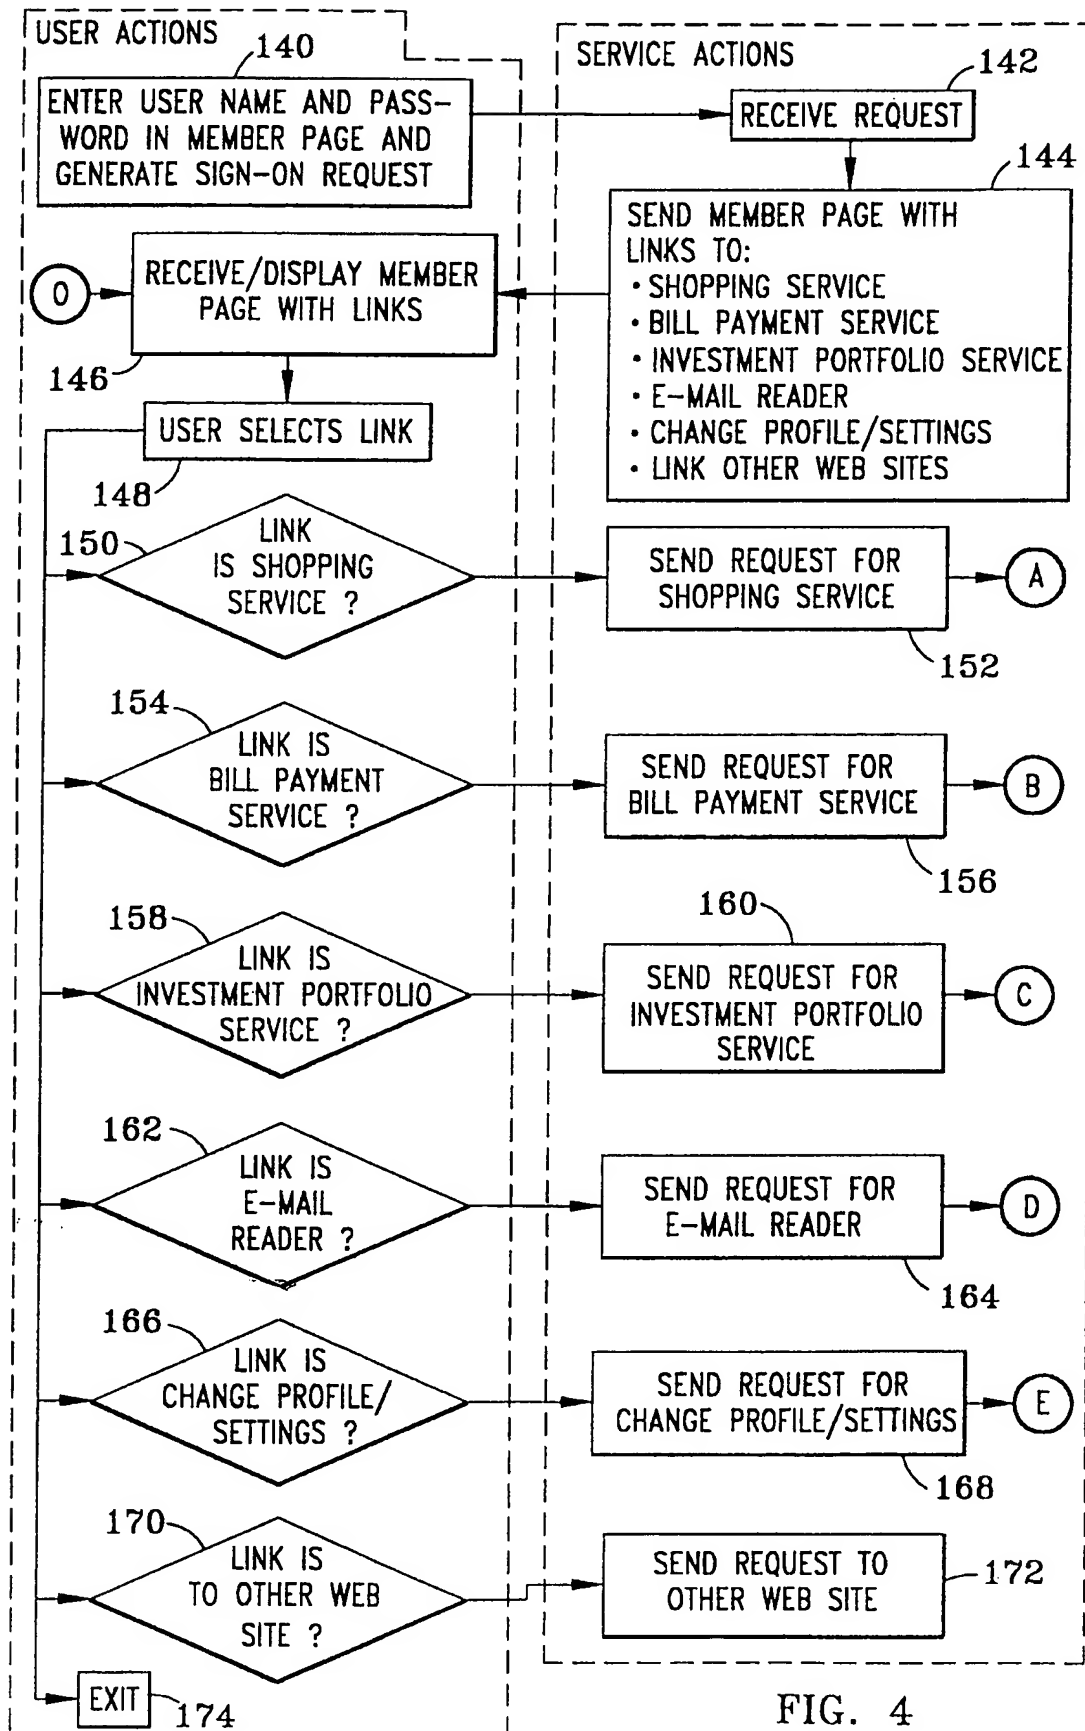 USER ACTIONS
140
ENTER USER NAME AND PASS-
WORD IN MEMBER PAGE AND
GENERATE SIGN-ON REQUEST
SERVICE ACTIONS
142
RECEIVE REQUEST
144
SEND MEMBER PAGE WITH
LINKS TO:
• SHOPPING SERVICE
• BILL PAYMENT SERVICE
• INVESTMENT PORTFOLIO SERVICE
• E-MAIL READER
• CHANGE PROFILE/SETTINGS
• LINK OTHER WEB SITES
O
RECEIVE/DISPLAY MEMBER
PAGE WITH LINKS
146
USER SELECTS LINK
148
150
LINK
IS SHOPPING
SERVICE ?
SEND REQUEST FOR
SHOPPING SERVICE
A
152
154
LINK IS
BILL PAYMENT
SERVICE ?
SEND REQUEST FOR
BILL PAYMENT SERVICE
B
156
158
LINK IS
INVESTMENT PORTFOLIO
SERVICE ?
160
SEND REQUEST FOR
INVESTMENT PORTFOLIO
SERVICE
C
162
LINK IS
E-MAIL
READER ?
SEND REQUEST FOR
E-MAIL READER
D
164
166
LINK IS
CHANGE PROFILE/
SETTINGS ?
SEND REQUEST FOR
CHANGE PROFILE/SETTINGS
E
168
170
LINK IS
TO OTHER WEB
SITE ?
SEND REQUEST TO
OTHER WEB SITE
172
EXIT
174
FIG. 4